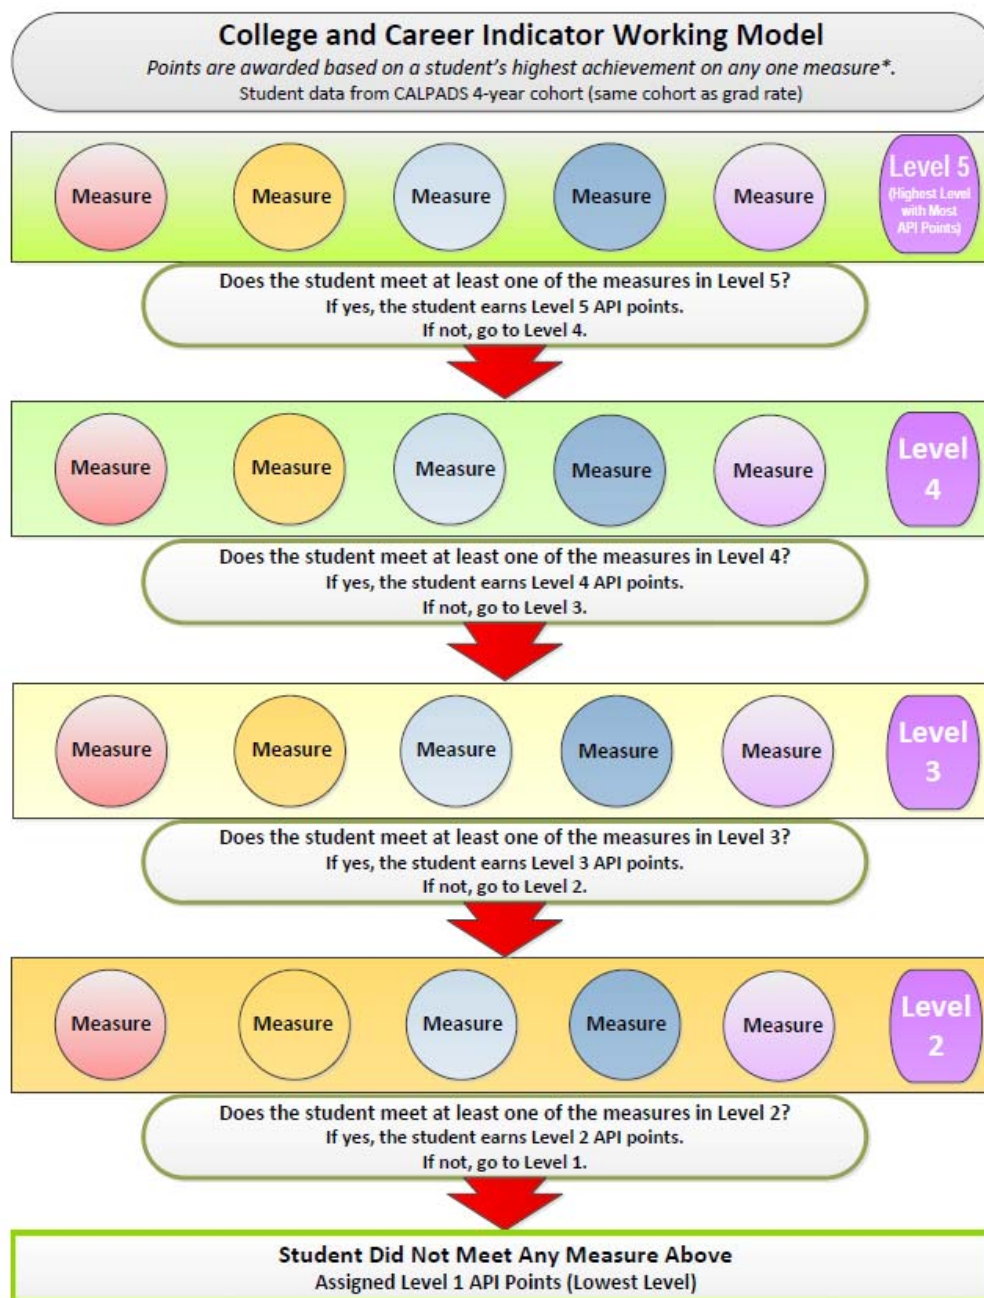 College and Career Indicator Working Model
Points are awarded based on a student's highest achievement on any one measure*.
Student data from CALPADS 4-year cohort (same cohort as grad rate)
Measure Measure Measure Measure Measure
Level 5
(Highest Level
with Most
API Points)
Does the student meet at least one of the measures in Level 5?
If yes, the student earns Level 5 API points.
If not, go to Level 4.
Measure Measure Measure Measure Measure
Level
4
Does the student meet at least one of the measures in Level 4?
If yes, the student earns Level 4 API points.
If not, go to Level 3.
Measure Measure Measure Measure Measure
Level
3
Does the student meet at least one of the measures in Level 3?
If yes, the student earns Level 3 API points.
If not, go to Level 2.
Measure Measure Measure Measure Measure
Level
2
Does the student meet at least one of the measures in Level 2?
If yes, the student earns Level 2 API points.
If not, go to Level 1.
Student Did Not Meet Any Measure Above
Assigned Level 1 API Points (Lowest Level)